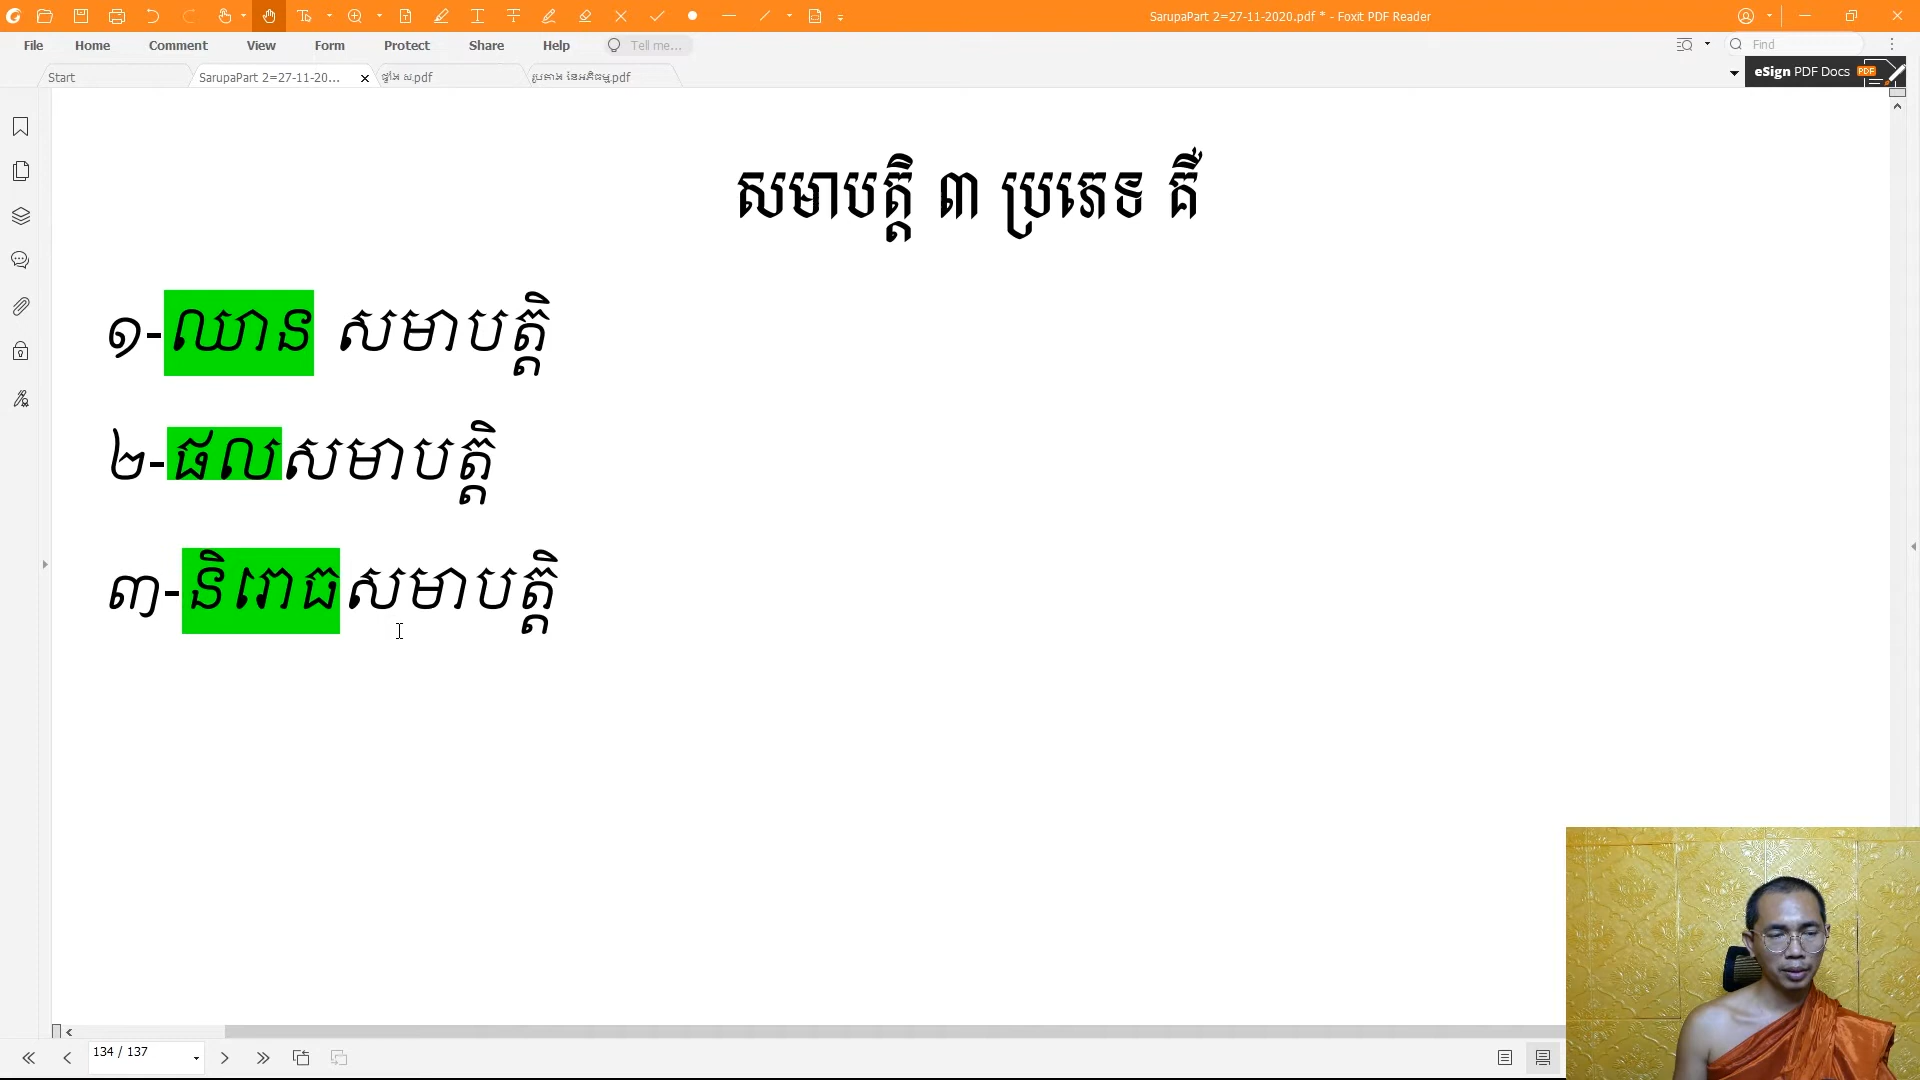 SarupaPart 2=27-11-2020.pdf * - Foxit PDF Reader
File Home Comment View Form Protect Share Help Tell me... Find
Start SarupaPart 2=27-11-20... .pdf .pdf eSign PDF Docs PDF
សមាបត្តិ ៣ ប្រភេទ គឺ
១-ឈាន សមាបត្តិ
២-ផលសមាបត្តិ
៣-និរោធសមាបត្តិ
134 / 137